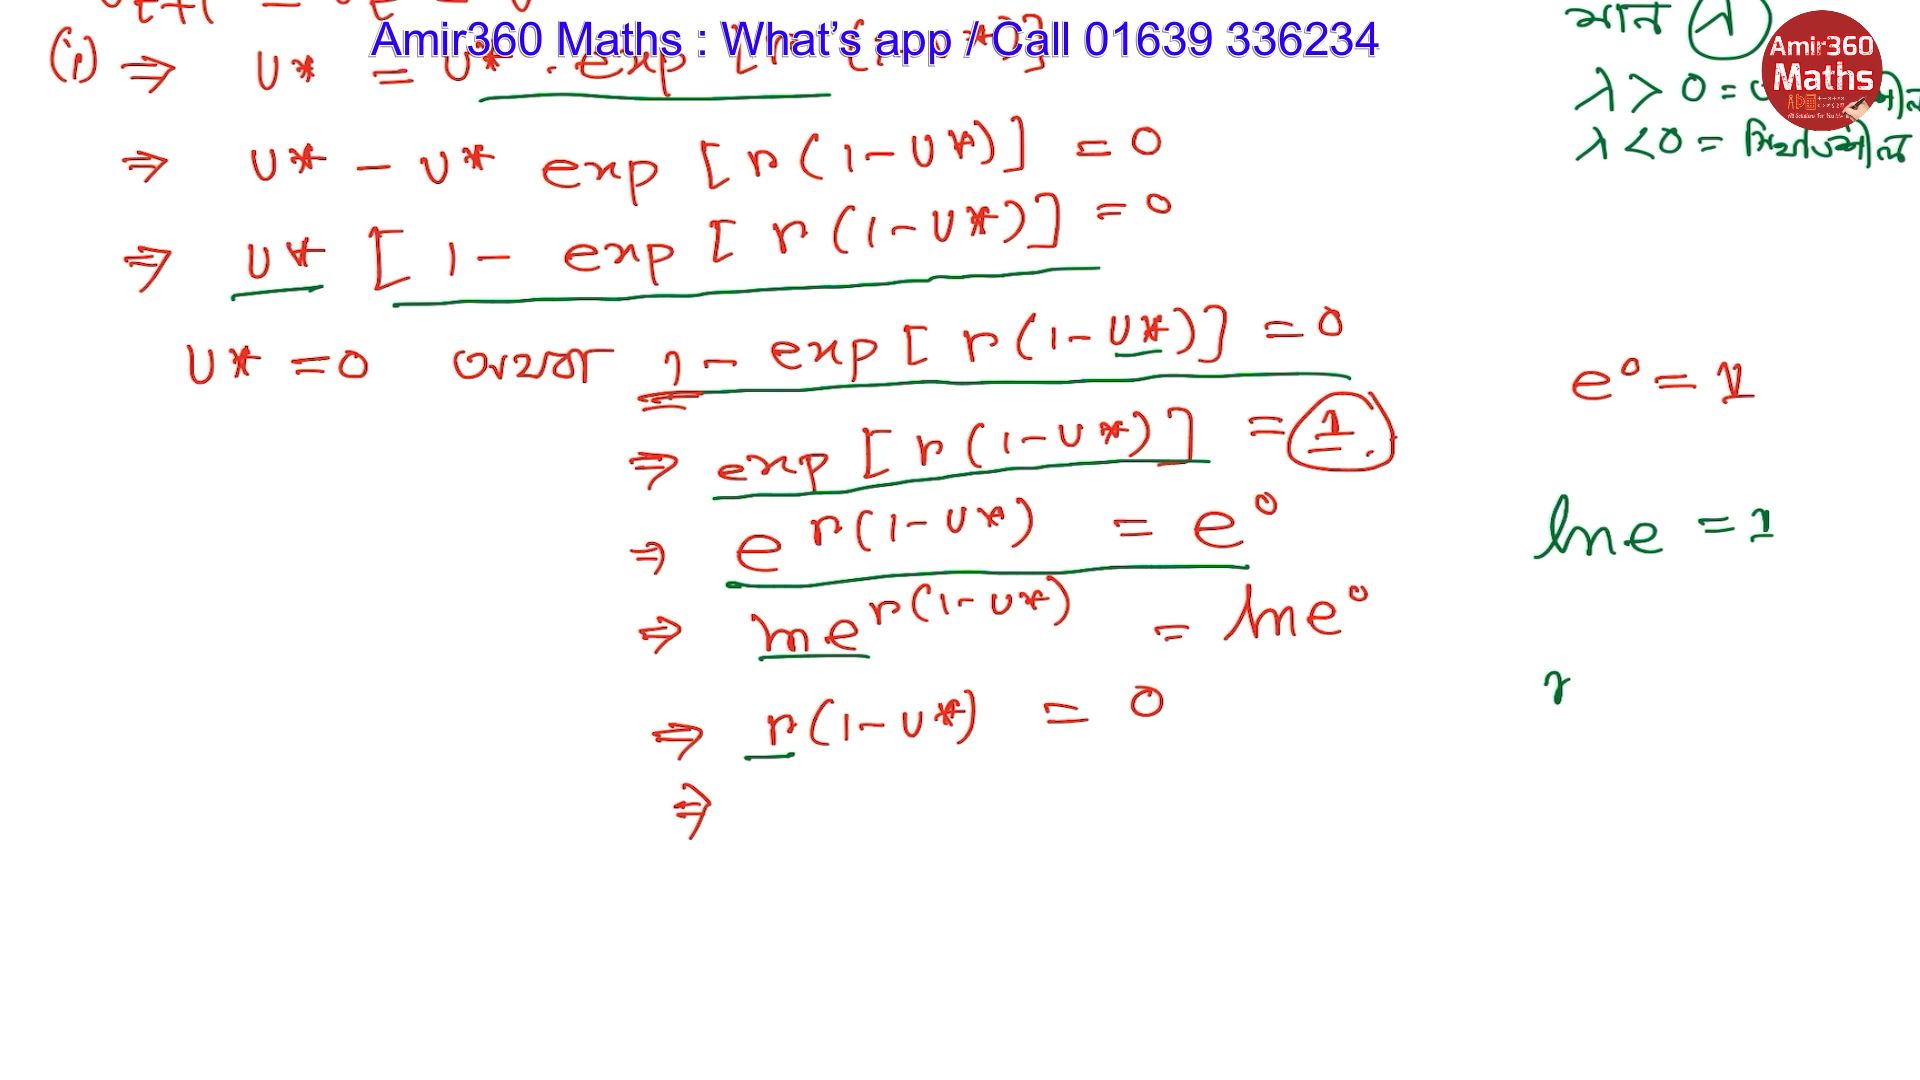 Amir360 Maths : What's app / Call 01639 336234
(i) ⇒ U* = U* . exp
⇒ U* - U* exp [r(1-U*)] = 0
⇒ U* [1 - exp [r(1-U*)] = 0
U* = 0 অথবা 1 - exp [r(1-U*)] = 0
⇒ exp [r(1-U*)] = 1.
⇒ e^r(1-U*) = e^0
⇒ ln e^r(1-U*) = ln e^0
⇒ r(1-U*) = 0
⇒
মান λ
λ > 0 =
λ < 0 =
Amir360
Maths
e^0 = 1
ln e = 1
r